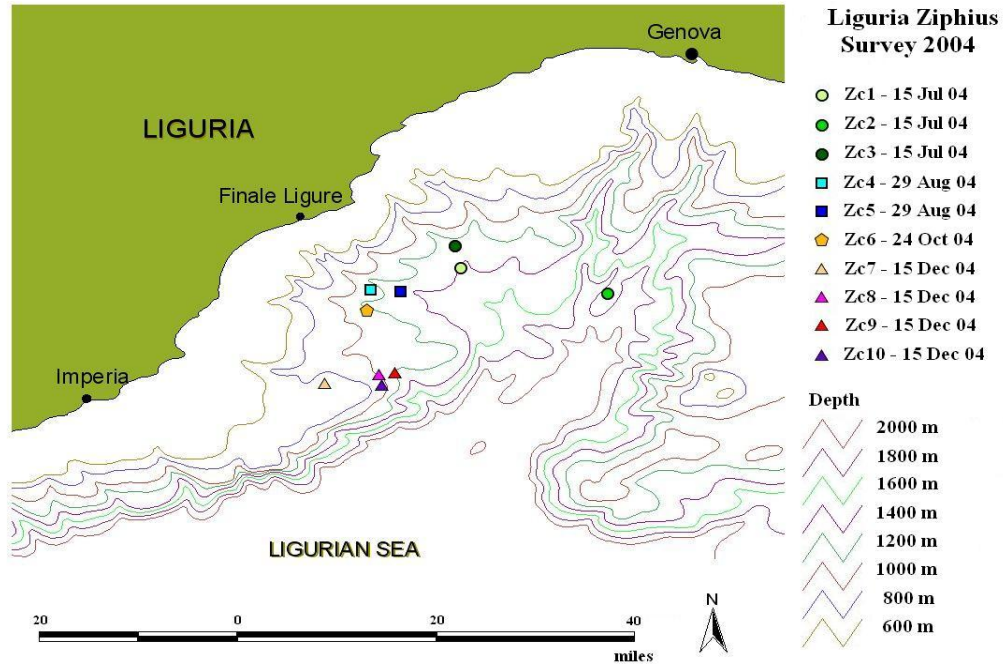 Liguria Ziphius
Survey 2004
Genova
LIGURIA
Finale Ligure
Imperia
LIGURIAN SEA
Zc1 - 15 Jul 04
Zc2 - 15 Jul 04
Zc3 - 15 Jul 04
Zc4 - 29 Aug 04
Zc5 - 29 Aug 04
Zc6 - 24 Oct 04
Zc7 - 15 Dec 04
Zc8 - 15 Dec 04
Zc9 - 15 Dec 04
Zc10 - 15 Dec 04
Depth
2000 m
1800 m
1600 m
1400 m
1200 m
1000 m
800 m
600 m
N
20 0 20 40
miles